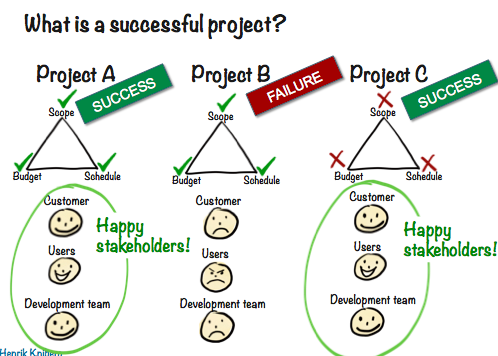 What is a successful project?
Project A
SUCCESS
Scope
Budget
Schedule
Customer
Users
Development team
Happy
stakeholders!
Project B
FAILURE
Scope
Budget
Schedule
Customer
Users
Development team
Project C
SUCCESS
Scope
Budget
Schedule
Customer
Users
Development team
Happy
stakeholders!
Henrik